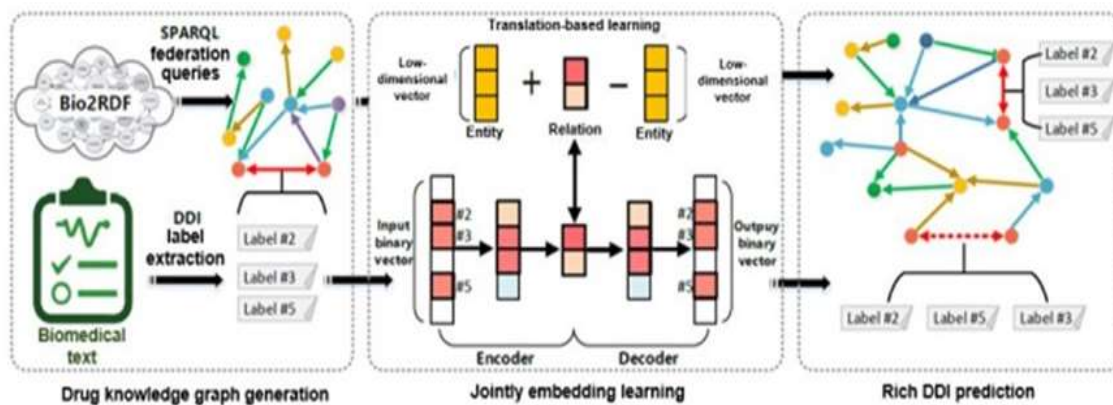 SPARQL
federation
queries
Bio2RDF
DDI
label
extraction
Biomedical
text
Label #2
Label #3
Label #5
Drug knowledge graph generation
Translation-based learning
Low-
dimensional
vector
Entity
+
Relation
−
Entity
Low-
dimensional
vector
Input
binary
vector
#2
#3
#5
#2
#3
#5
Outpuy
binary
vector
Encoder
Decoder
Jointly embedding learning
Label #2
Label #3
Label #5
Label #2
Label #5
Label #3
Rich DDI prediction